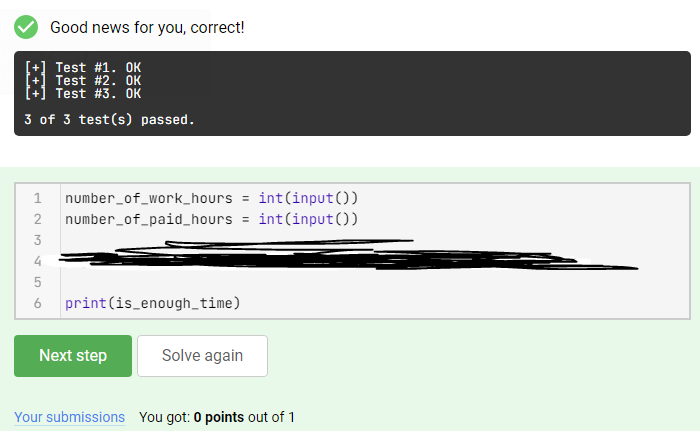 Good news for you, correct!
[+] Test #1. OK
[+] Test #2. OK
[+] Test #3. OK
3 of 3 test(s) passed.
1 number_of_work_hours = int(input())
2 number_of_paid_hours = int(input())
3
4
5
6 print(is_enough_time)
Next step Solve again
Your submissions You got: 0 points out of 1